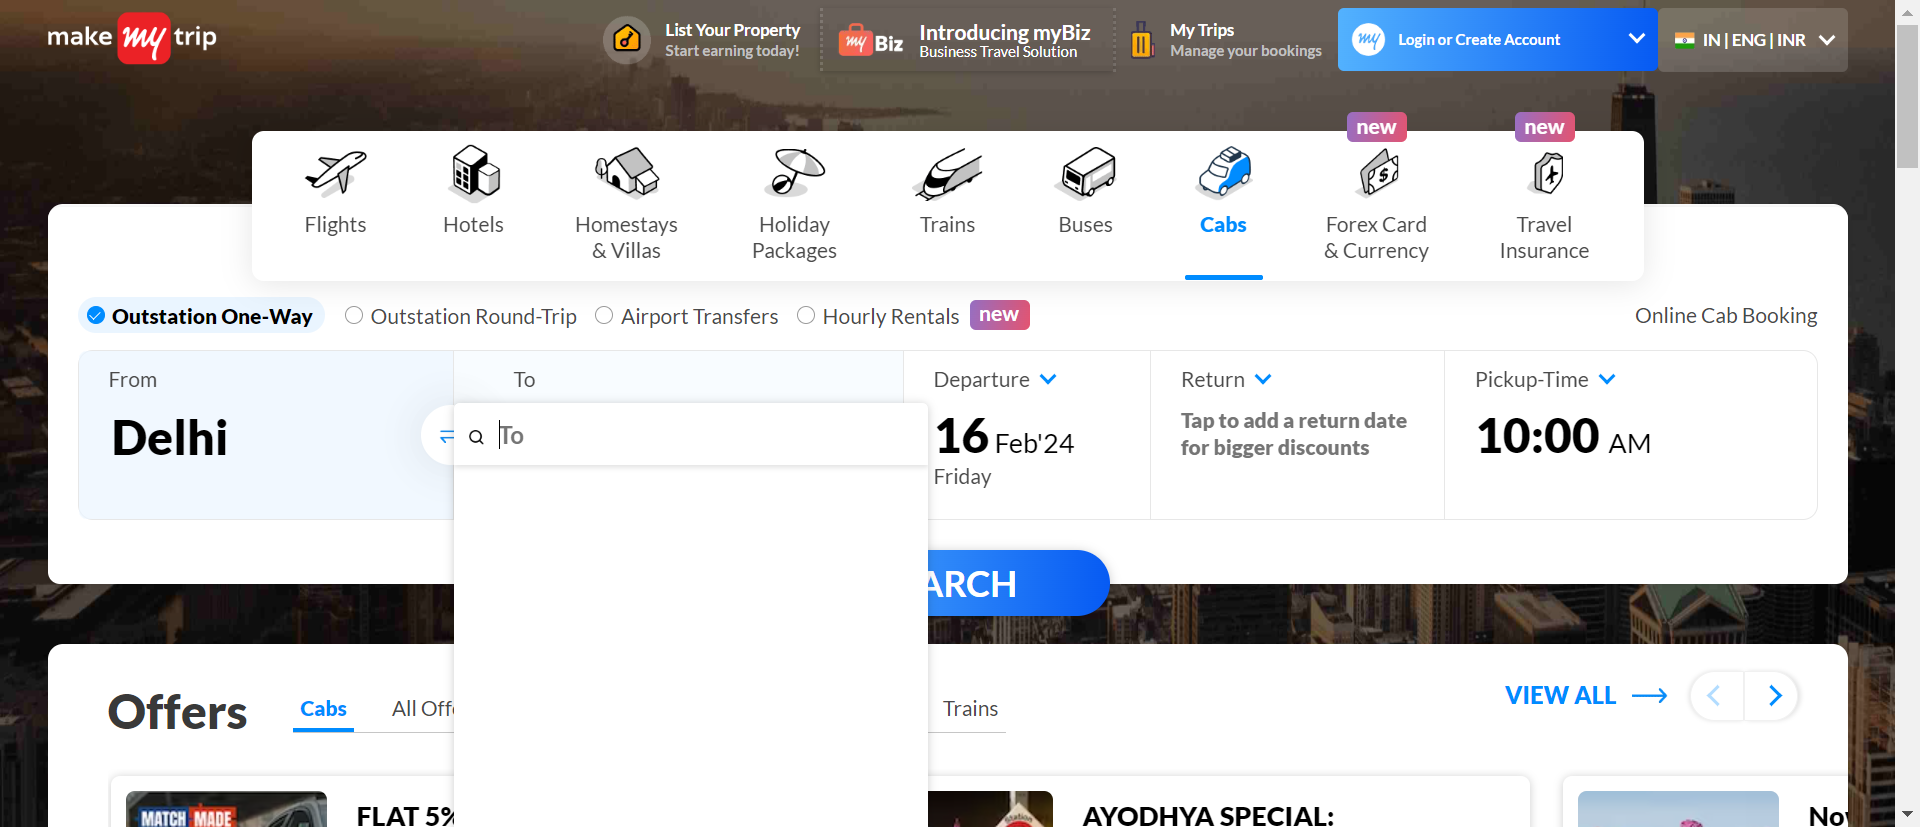 make my trip
List Your Property
Start earning today!
my Biz
Introducing myBiz
Business Travel Solution
My Trips
Manage your bookings
my
Login or Create Account
IN | ENG | INR
new
new
Flights
Hotels
Homestays
& Villas
Holiday
Packages
Trains
Buses
Cabs
Forex Card
& Currency
Travel
Insurance
Outstation One-Way
Outstation Round-Trip
Airport Transfers
Hourly Rentals
new
Online Cab Booking
From
Delhi
To
To
Departure
16 Feb'24
Friday
Return
Tap to add a return date
for bigger discounts
Pickup-Time
10:00 AM
ARCH
Offers
Cabs
All Offe
Trains
VIEW ALL
MATCH MADE
FLAT 5%
Station
AYODHYA SPECIAL:
Nov